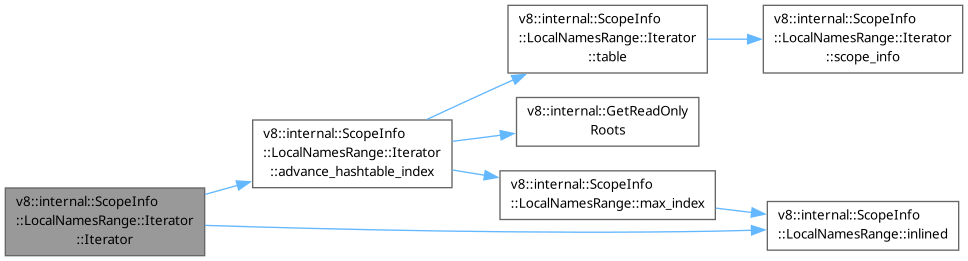 v8::internal::ScopeInfo
::LocalNamesRange::Iterator
::table
v8::internal::ScopeInfo
::LocalNamesRange::Iterator
::scope_info
v8::internal::GetReadOnly
Roots
v8::internal::ScopeInfo
::LocalNamesRange::Iterator
::advance_hashtable_index
v8::internal::ScopeInfo
::LocalNamesRange::max_index
v8::internal::ScopeInfo
::LocalNamesRange::Iterator
::Iterator
v8::internal::ScopeInfo
::LocalNamesRange::inlined